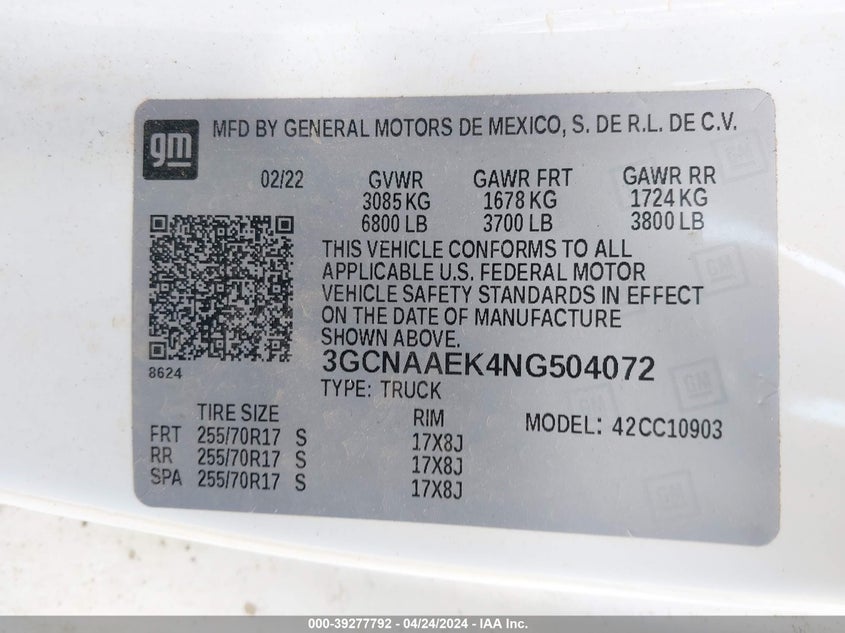 gm
MFD BY GENERAL MOTORS DE MEXICO, S. DE R.L. DE C.V.
02/22 GVWR GAWR FRT GAWR RR
3085 KG 1678 KG 1724 KG
6800 LB 3700 LB 3800 LB
THIS VEHICLE CONFORMS TO ALL
APPLICABLE U.S. FEDERAL MOTOR
VEHICLE SAFETY STANDARDS IN EFFECT
ON THE DATE OF MANUFACTURE
SHOWN ABOVE.
8624
3GCNAAEK4NG504072
TYPE: TRUCK
TIRE SIZE RIM MODEL: 42CC10903
FRT 255/70R17 S 17X8J
RR 255/70R17 S 17X8J
SPA 255/70R17 S 17X8J
GM
GM
GM
GM
000-39277792 - 04/24/2024 - IAA Inc.